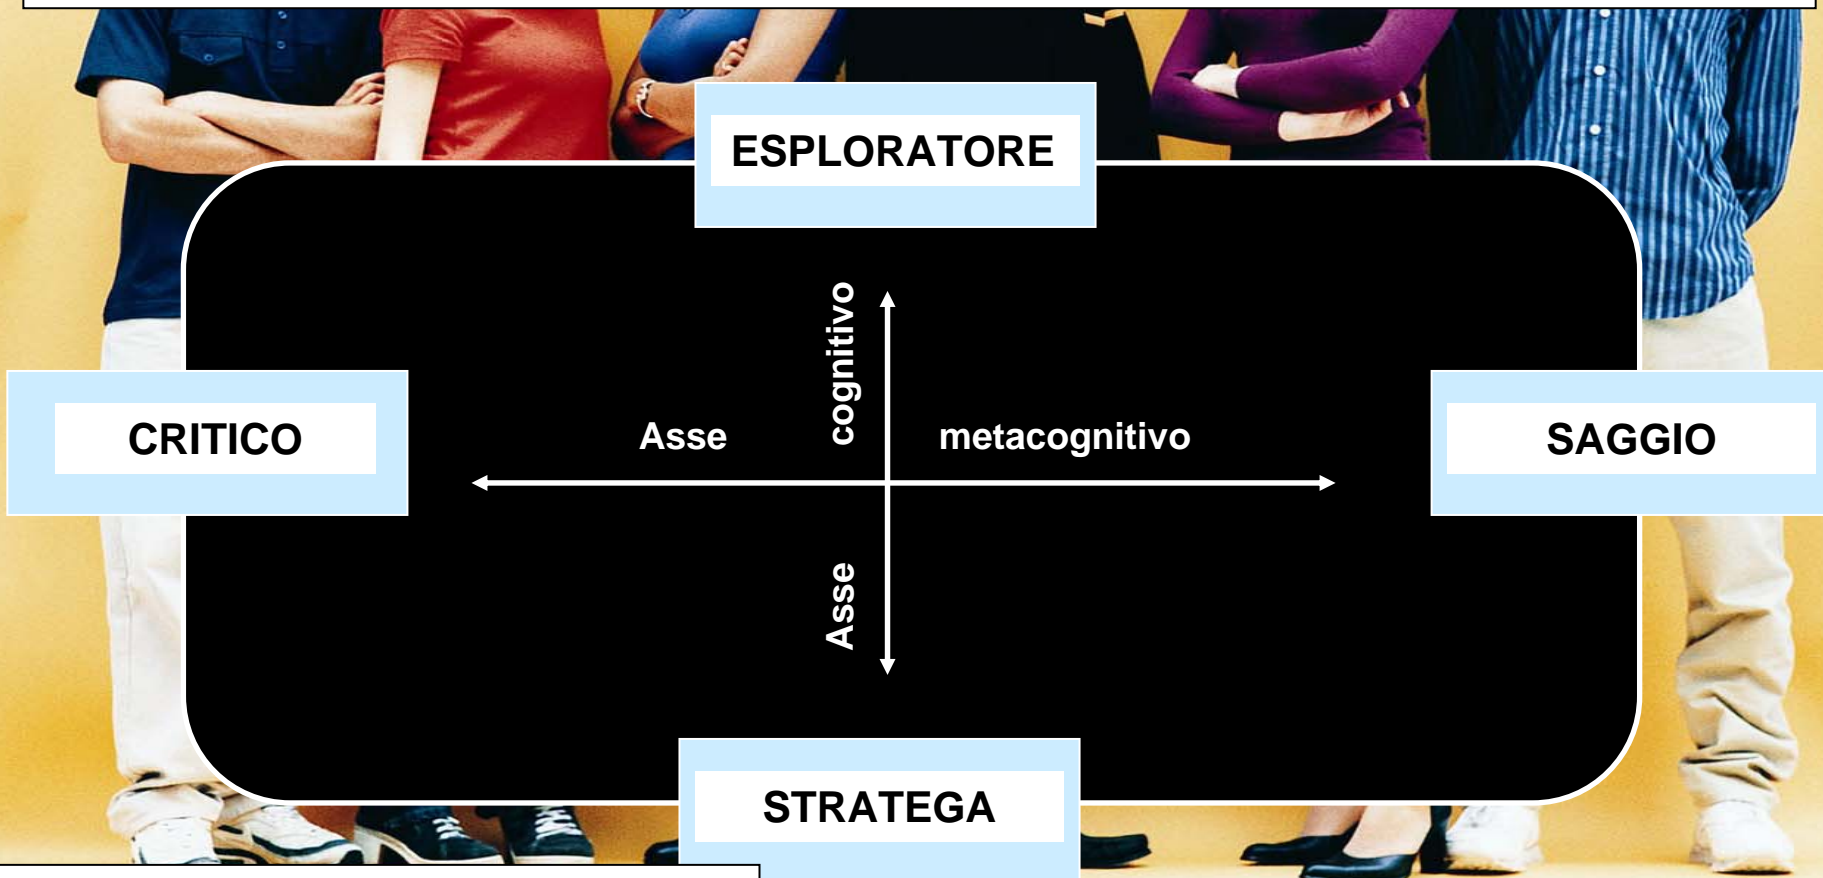 ESPLORATORE
cognitivo
CRITICO
Asse metacognitivo
SAGGIO
Asse
STRATEGA